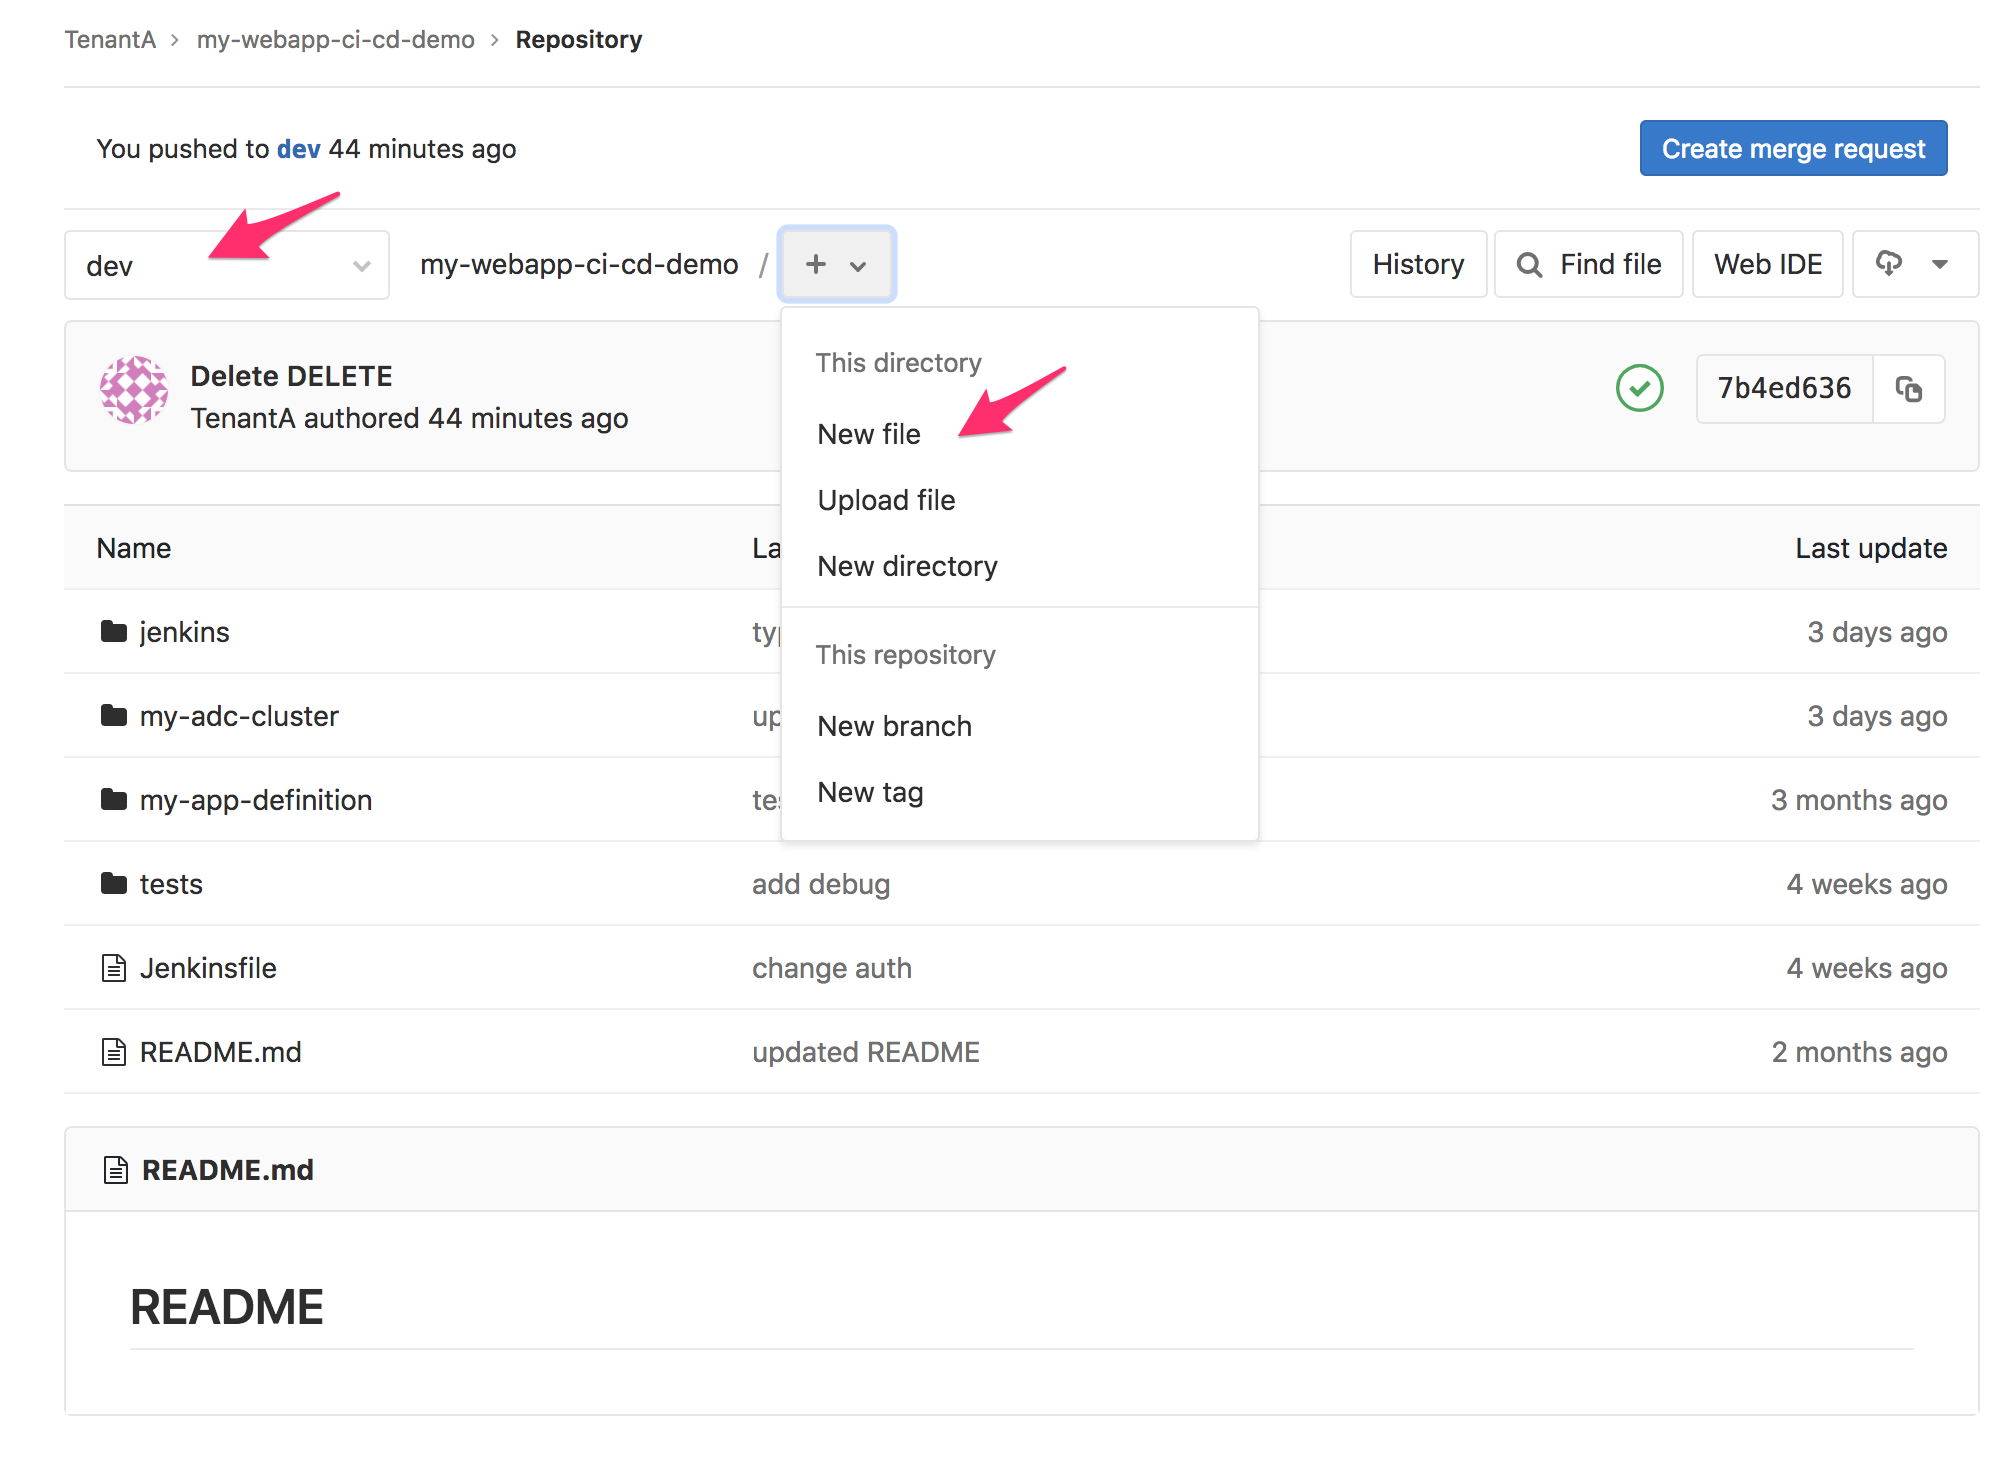 TenantA > my-webapp-ci-cd-demo > Repository
You pushed to dev 44 minutes ago
Create merge request
dev
my-webapp-ci-cd-demo / +
History
Find file
Web IDE
Delete DELETE
TenantA authored 44 minutes ago
7b4ed636
This directory
New file
Upload file
New directory
This repository
New branch
New tag
Name
Last update
jenkins
3 days ago
my-adc-cluster
3 days ago
my-app-definition
3 months ago
tests
add debug
4 weeks ago
Jenkinsfile
change auth
4 weeks ago
README.md
updated README
2 months ago
README.md
README